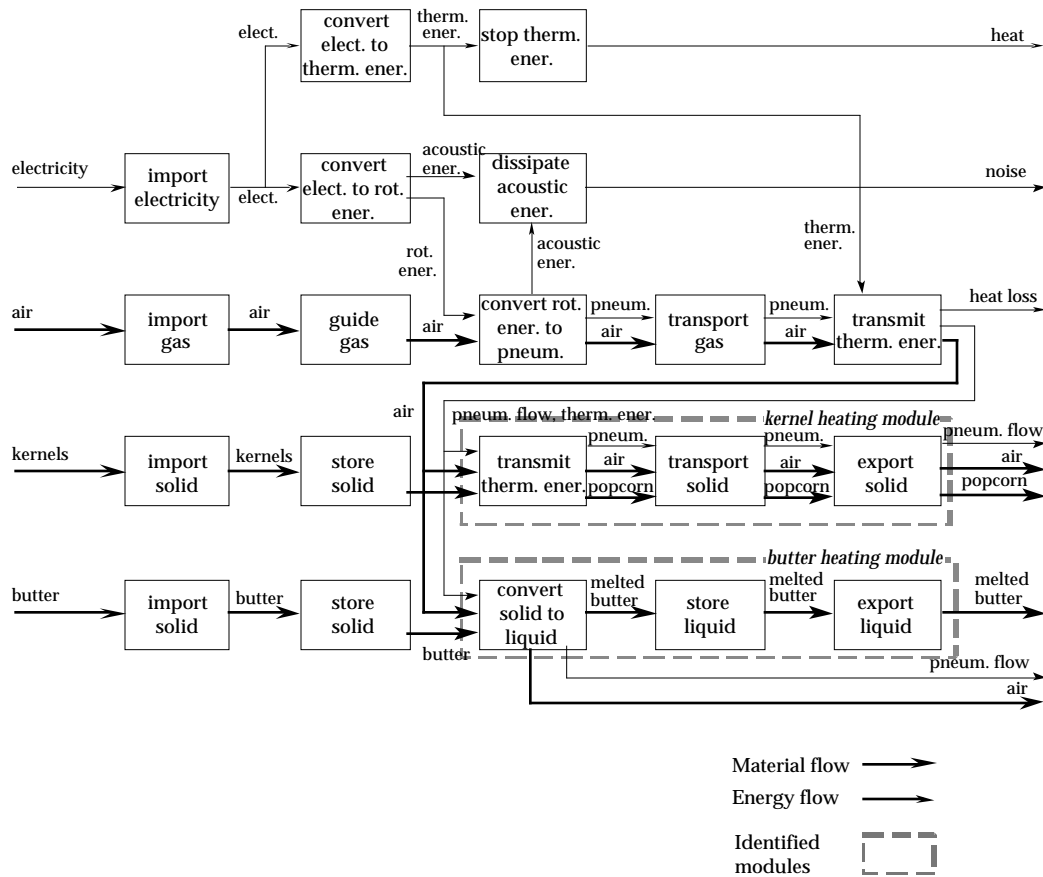 convert
elect. to
therm. ener.
therm.
ener.
stop therm.
ener.
heat
elect.
electricity
import
electricity
elect.
convert
elect. to rot.
ener.
acoustic
ener.
dissipate
acoustic
ener.
noise
rot.
ener.
acoustic
ener.
therm.
ener.
air
import
gas
air
guide
gas
air
convert rot.
ener. to
pneum.
pneum.
air
transport
gas
pneum.
air
transmit
therm. ener.
heat loss
air
pneum. flow, therm. ener.
kernel heating module
kernels
import
solid
kernels
store
solid
transmit
therm. ener.
pneum.
air
popcorn
transport
solid
pneum.
air
popcorn
export
solid
pneum. flow
air
popcorn
butter heating module
butter
import
solid
butter
store
solid
butter
convert
solid to
liquid
melted
butter
store
liquid
melted
butter
export
liquid
melted
butter
pneum. flow
air
Material flow
Energy flow
Identified
modules